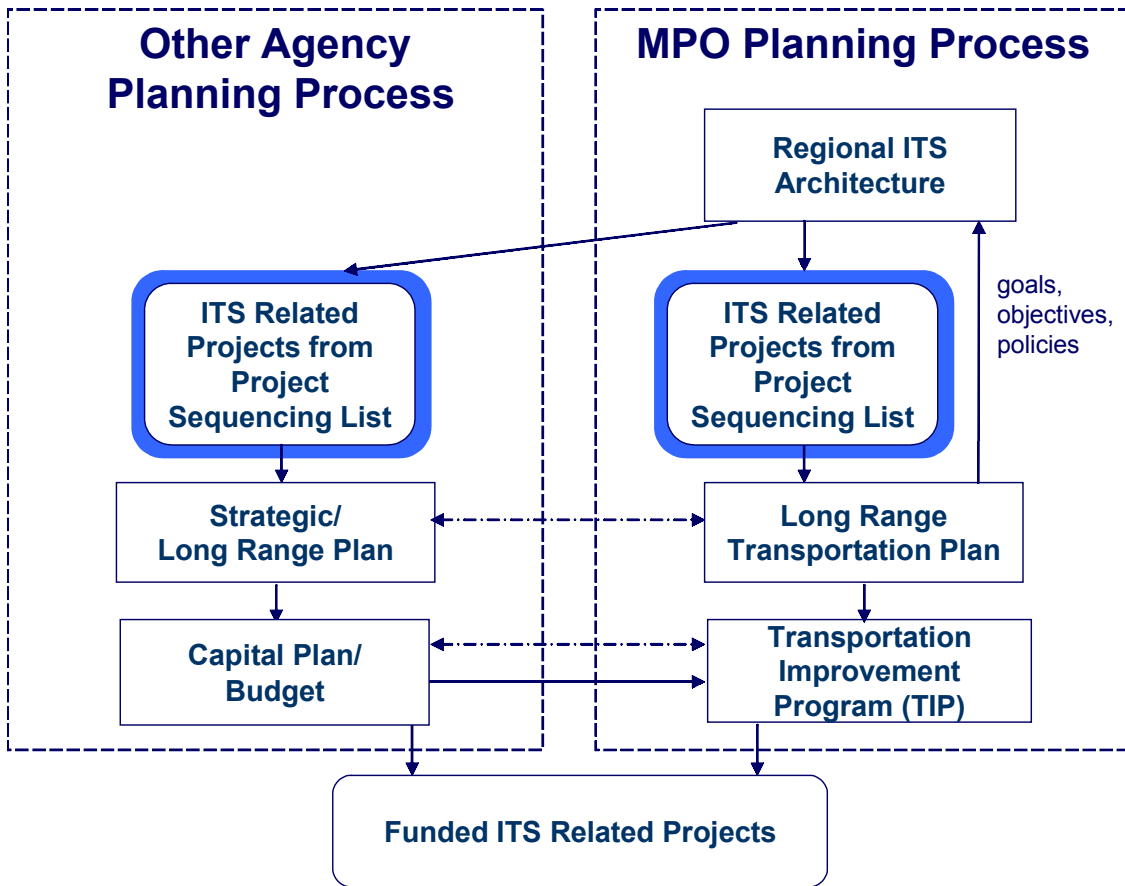 Other Agency
Planning Process
MPO Planning Process
Regional ITS
Architecture
goals,
objectives,
policies
ITS Related
Projects from
Project
Sequencing List
ITS Related
Projects from
Project
Sequencing List
Strategic/
Long Range Plan
Long Range
Transportation Plan
Capital Plan/
Budget
Transportation
Improvement
Program (TIP)
Funded ITS Related Projects